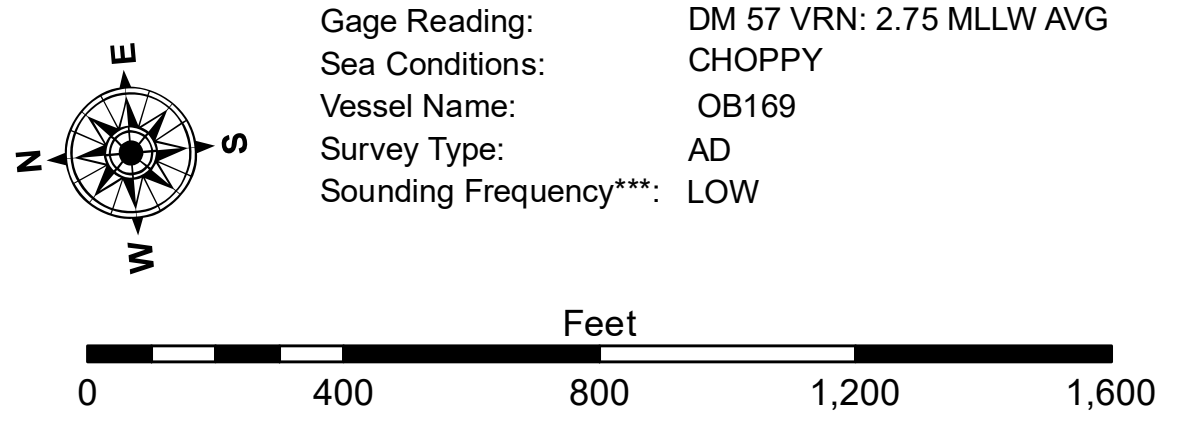 E
N
S
W
Gage Reading: DM 57 VRN: 2.75 MLLW AVG
Sea Conditions: CHOPPY
Vessel Name: OB169
Survey Type: AD
Sounding Frequency***: LOW
Feet
0 400 800 1,200 1,600